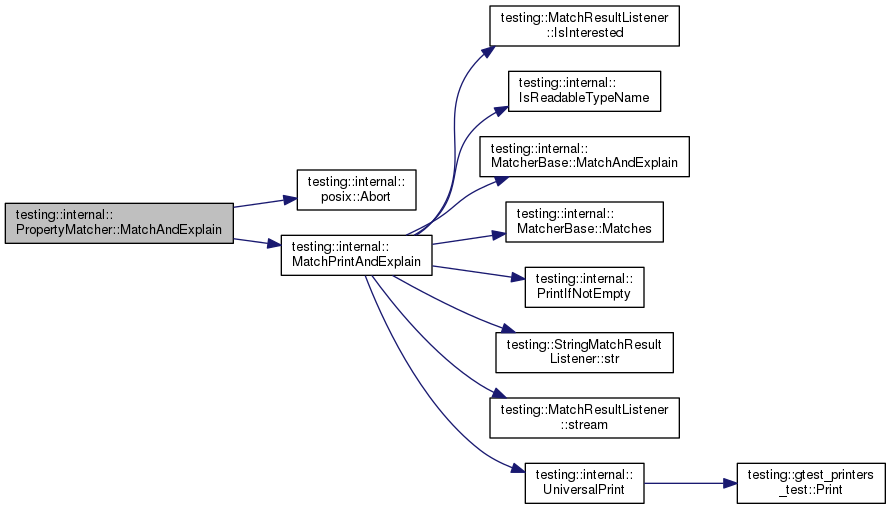 testing::internal::
PropertyMatcher::MatchAndExplain
testing::internal::
posix::Abort
testing::internal::
MatchPrintAndExplain
testing::MatchResultListener
::IsInterested
testing::internal::
IsReadableTypeName
testing::internal::
MatcherBase::MatchAndExplain
testing::internal::
MatcherBase::Matches
testing::internal::
PrintIfNotEmpty
testing::StringMatchResult
Listener::str
testing::MatchResultListener
::stream
testing::internal::
UniversalPrint
testing::gtest_printers
_test::Print